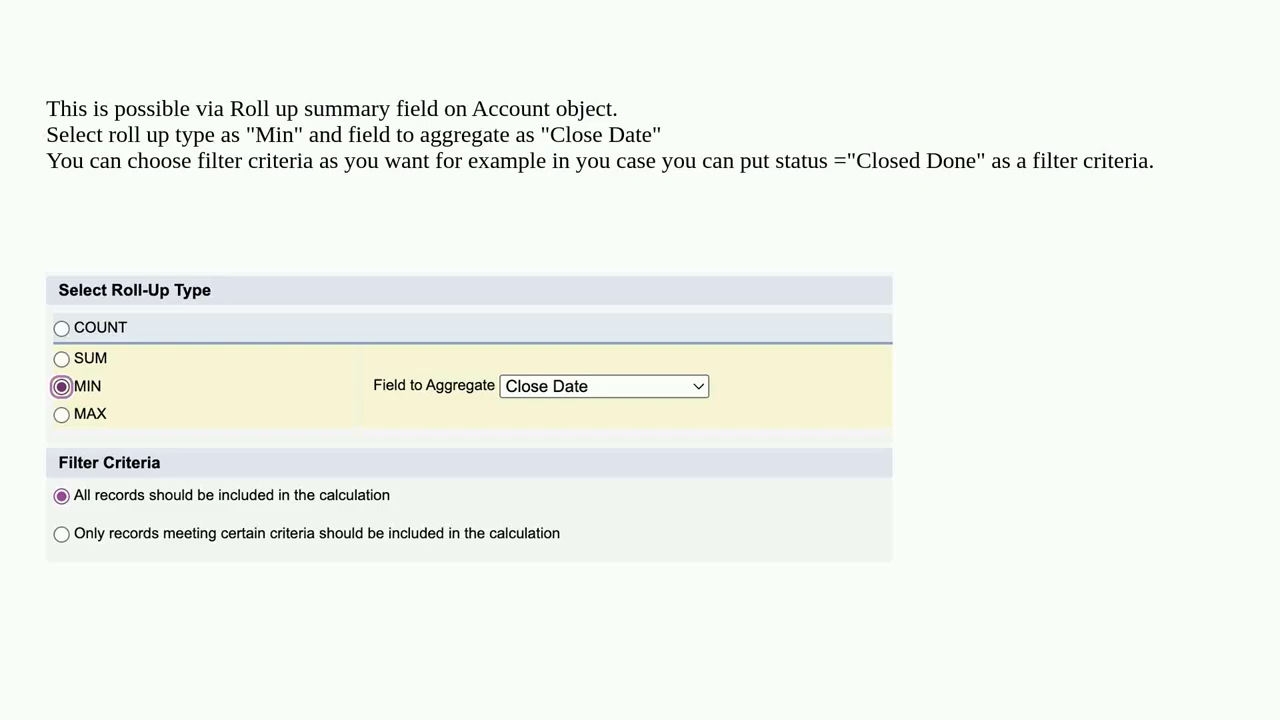 This is possible via Roll up summary field on Account object.
Select roll up type as "Min" and field to aggregate as "Close Date"
You can choose filter criteria as you want for example in you case you can put status ="Closed Done" as a filter criteria.
Select Roll-Up Type
COUNT
SUM
MIN
Field to Aggregate Close Date
MAX
Filter Criteria
All records should be included in the calculation
Only records meeting certain criteria should be included in the calculation